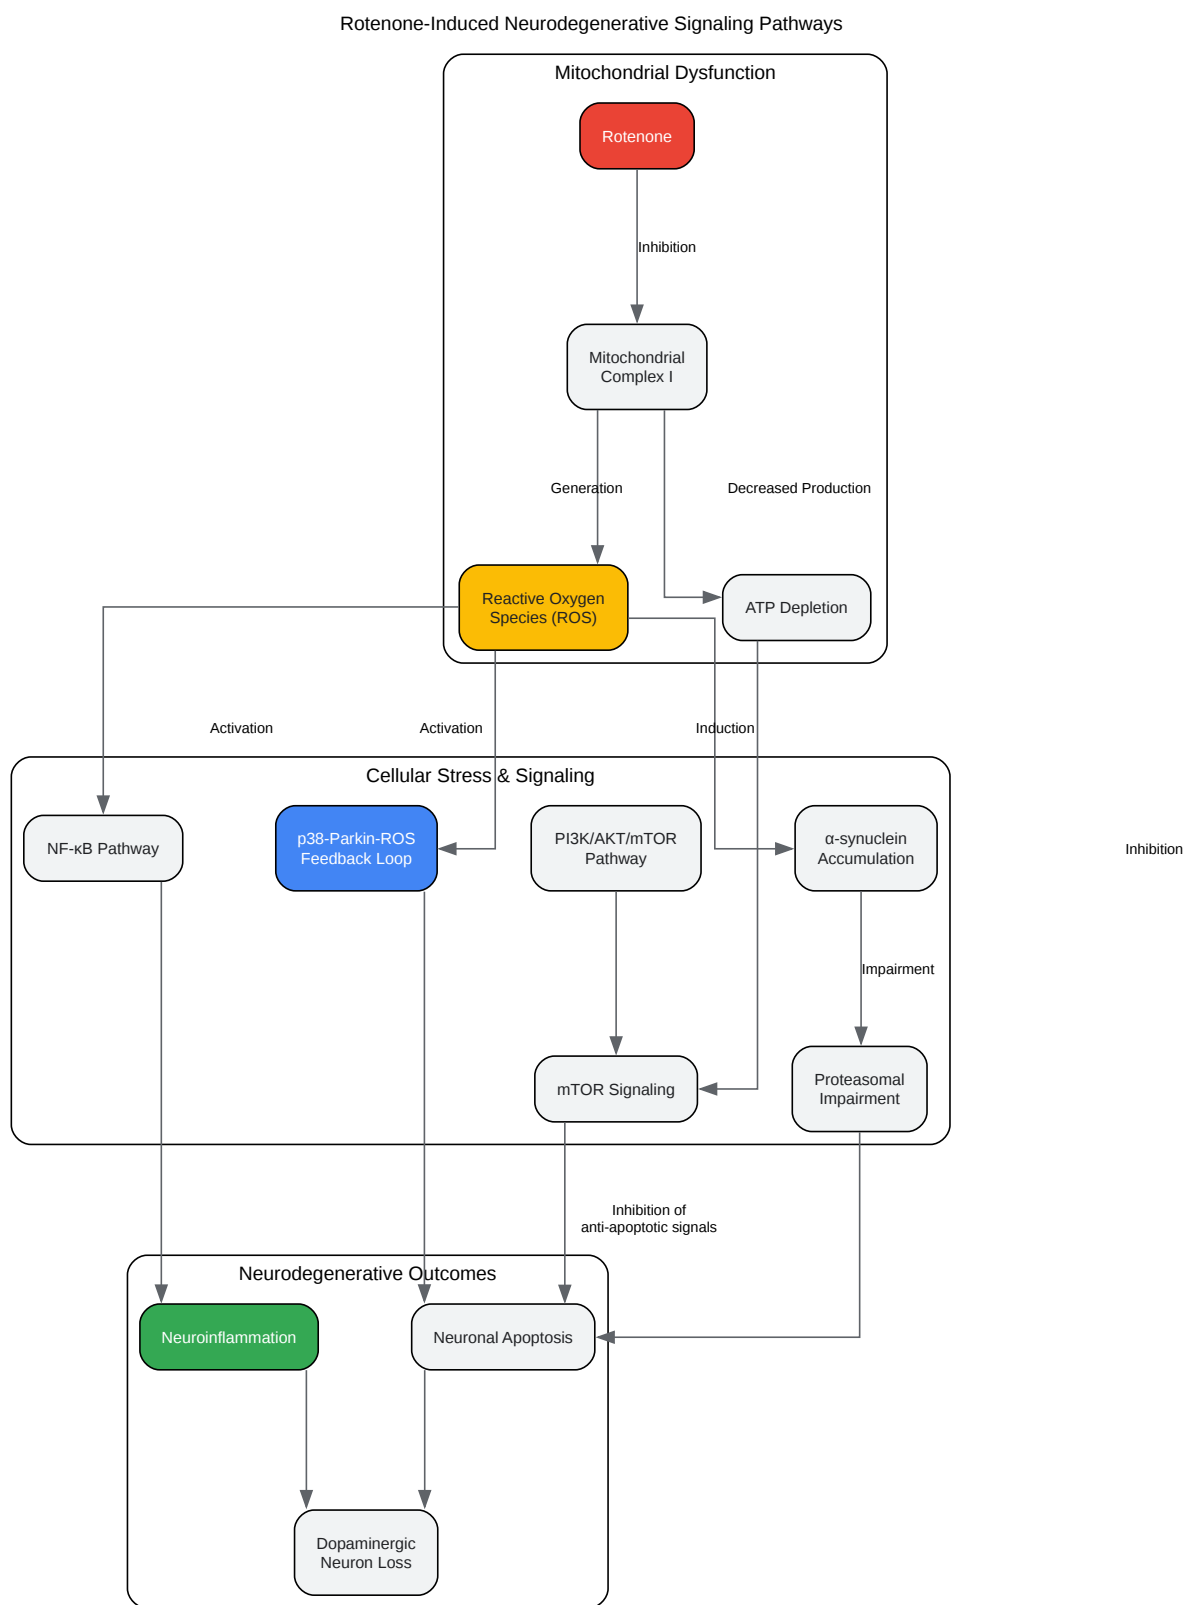 Rotenone-Induced Neurodegenerative Signaling Pathways
Mitochondrial Dysfunction
Rotenone
Inhibition
Mitochondrial
Complex I
Generation
Decreased Production
Reactive Oxygen
Species (ROS)
ATP Depletion
Activation
Activation
Induction
Cellular Stress & Signaling
NF-κB Pathway
p38-Parkin-ROS
Feedback Loop
PI3K/AKT/mTOR
Pathway
α-synuclein
Accumulation
Inhibition
Impairment
mTOR Signaling
Proteasomal
Impairment
Inhibition of
anti-apoptotic signals
Neurodegenerative Outcomes
Neuroinflammation
Neuronal Apoptosis
Dopaminergic
Neuron Loss